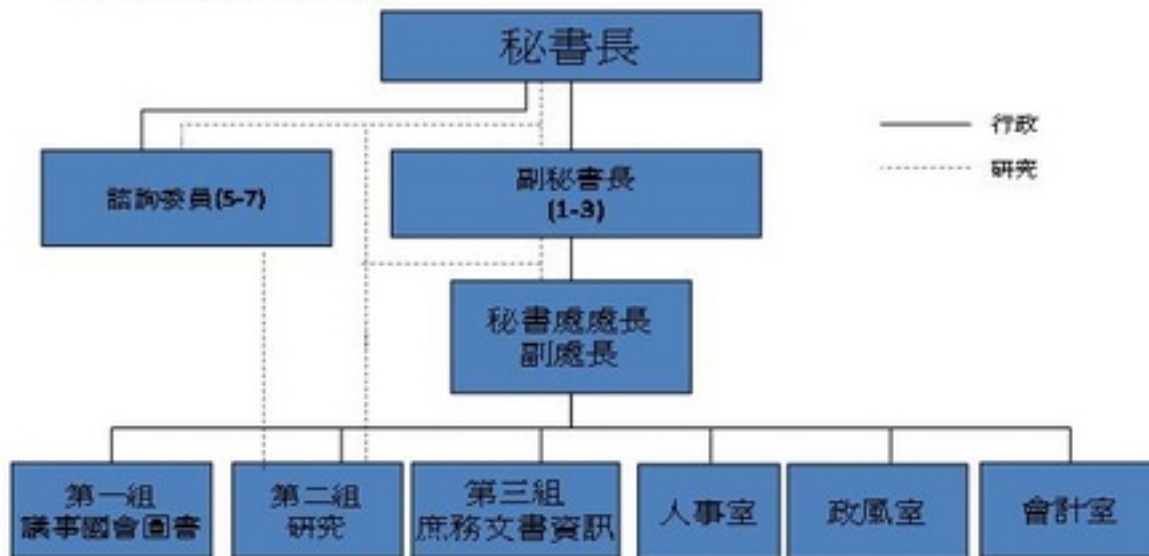 秘書長
行政
研究
諮詢委員(5-7)
副秘書長
(1-3)
秘書處處長
副處長
第一組
議事國會圖書
第二組
研究
第三組
庶務文書資訊
人事室
政風室
會計室